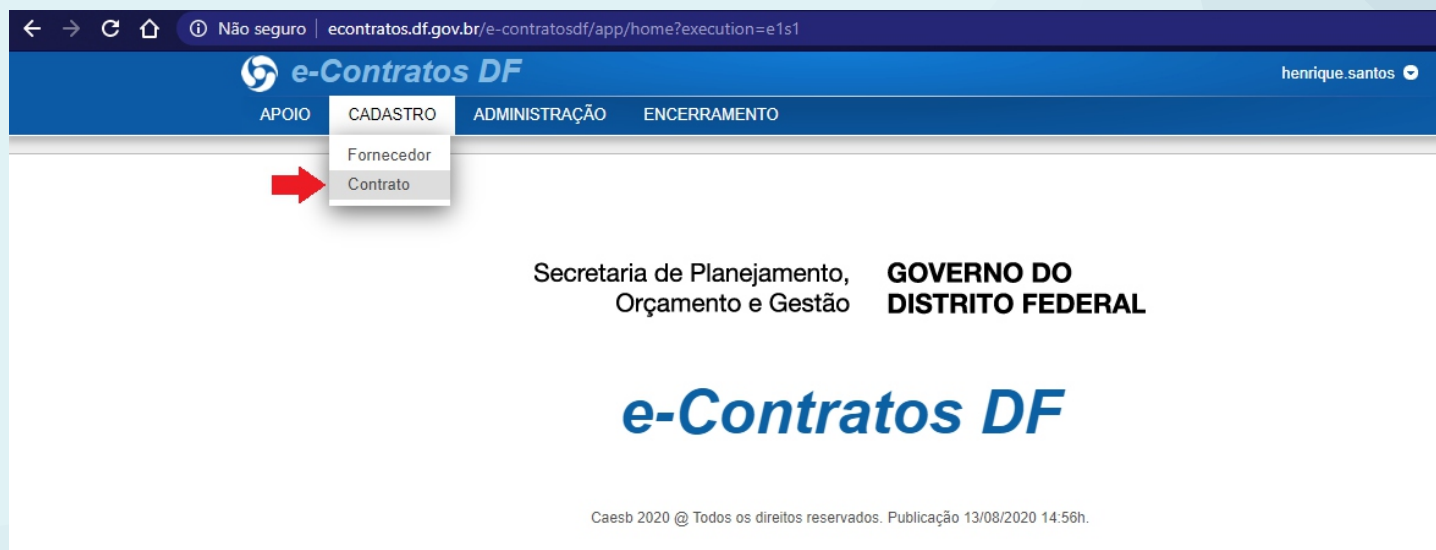 Não seguro | econtratos.df.gov.br/e-contratosdf/app/home?execution=e1s1
e-Contratos DF
henrique.santos
APOIO CADASTRO ADMINISTRAÇÃO ENCERRAMENTO
Fornecedor
Contrato
Secretaria de Planejamento, GOVERNO DO
Orçamento e Gestão DISTRITO FEDERAL
e-Contratos DF
Caesb 2020 @ Todos os direitos reservados. Publicação 13/08/2020 14:56h.